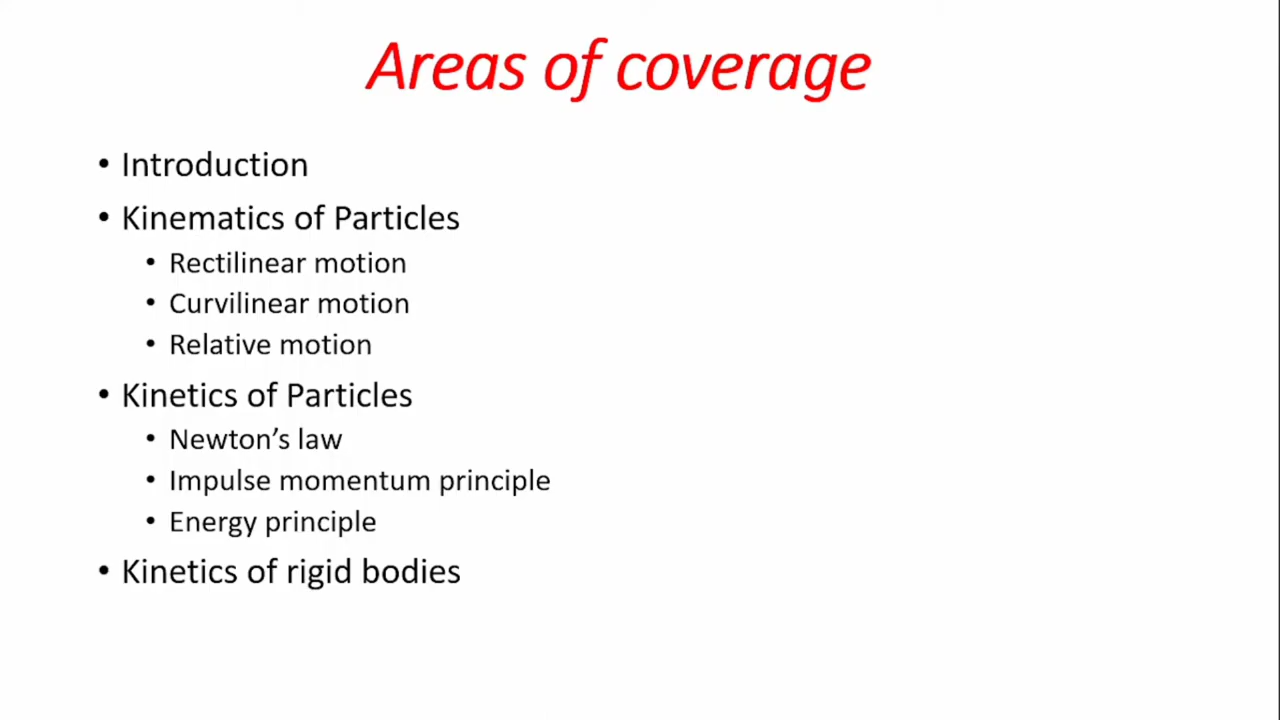 Areas of coverage
• Introduction
• Kinematics of Particles
• Rectilinear motion
• Curvilinear motion
• Relative motion
• Kinetics of Particles
• Newton’s law
• Impulse momentum principle
• Energy principle
• Kinetics of rigid bodies